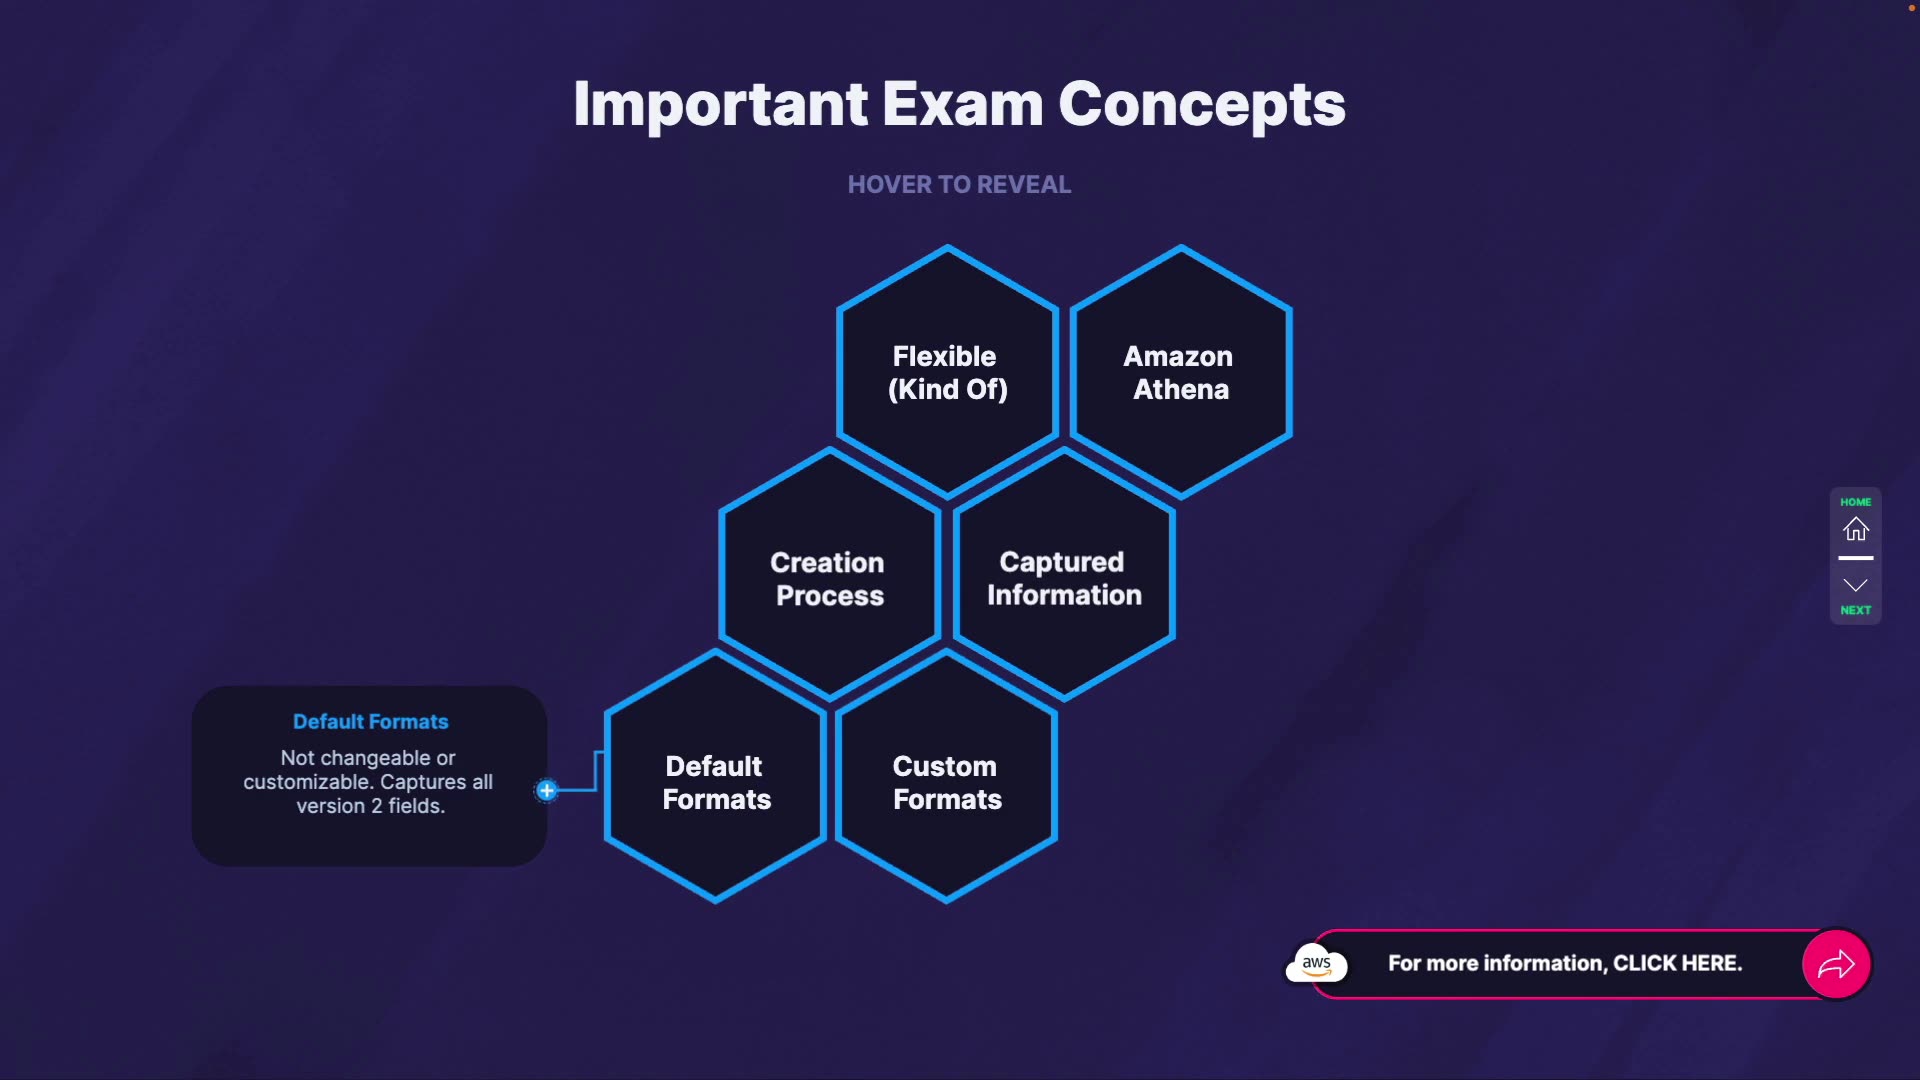 Important Exam Concepts
HOVER TO REVEAL
Flexible
(Kind Of)
Amazon
Athena
Creation
Process
Captured
Information
HOME
NEXT
Default Formats
Not changeable or
customizable. Captures all
version 2 fields.
Default
Formats
Custom
Formats
aws
For more information, CLICK HERE.